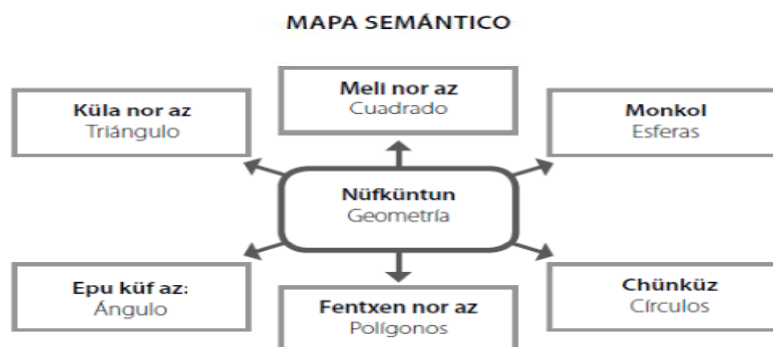 MAPA SEMÁNTICO
Küla nor az
Triángulo
Meli nor az
Cuadrado
Monkol
Esferas
Nüfküntun
Geometría
Epu küf az:
Ángulo
Fentxen nor az
Polígonos
Chünküz
Círculos